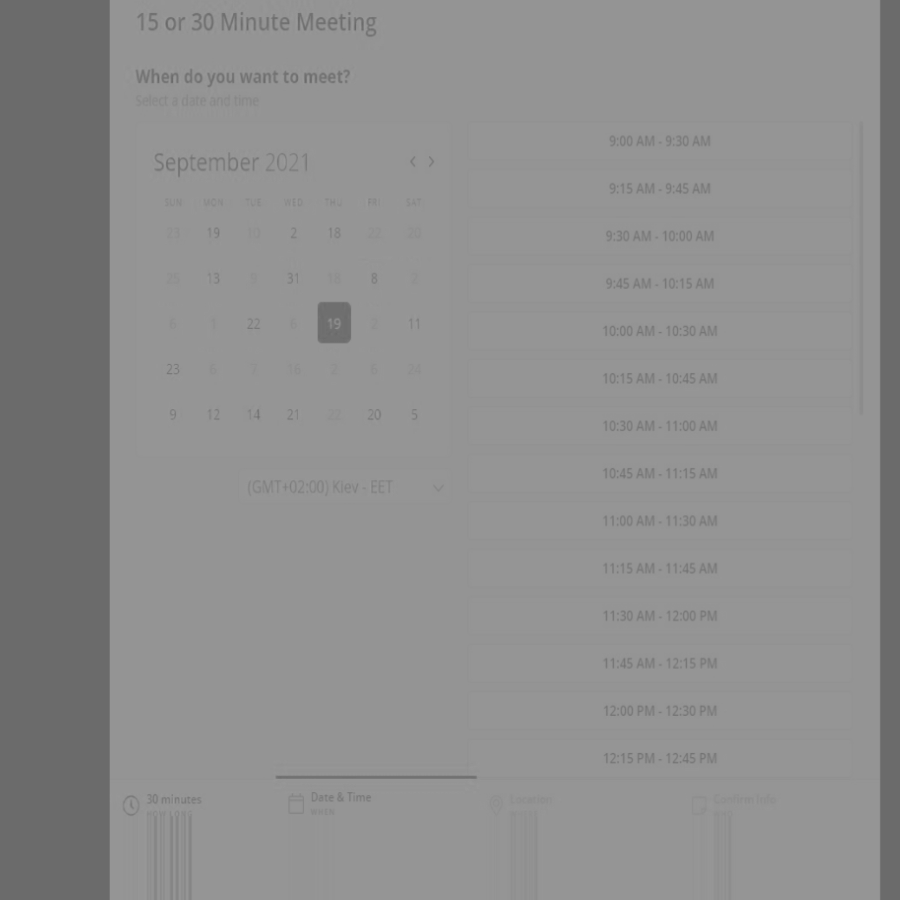 15 or 30 Minute Meeting
When do you want to meet?
Select a date and time
September 2021
SUN MON TUE WED THU FRI SAT
23 19 10 2 18 22 20
25 13 31 18 8
6 1 22 6 19 2 11
23 6 7 16 2 6 24
9 12 14 21 22 20 5
(GMT+02:00) Kiev - EET
9:00 AM - 9:30 AM
9:15 AM - 9:45 AM
9:30 AM - 10:00 AM
9:45 AM - 10:15 AM
10:00 AM - 10:30 AM
10:15 AM - 10:45 AM
10:30 AM - 11:00 AM
10:45 AM - 11:15 AM
11:00 AM - 11:30 AM
11:15 AM - 11:45 AM
11:30 AM - 12:00 PM
11:45 AM - 12:15 PM
12:00 PM - 12:30 PM
12:15 PM - 12:45 PM
30 minutes
HOW LONG
Date & Time
WHEN
Location
Confirm Info